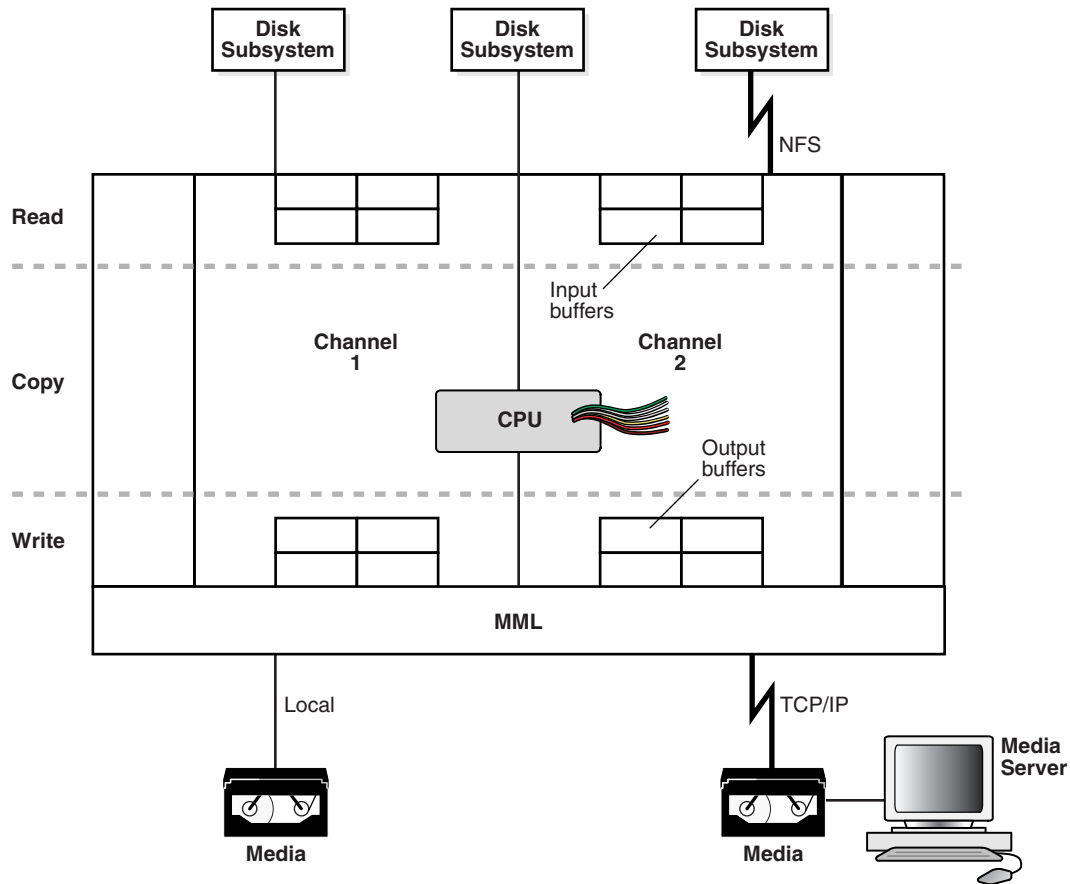 Disk
Subsystem
Disk
Subsystem
Disk
Subsystem
NFS
Read
Input
buffers
Channel
1
Channel
2
Copy
CPU
Output
buffers
Write
MML
Local
TCP/IP
Media
Server
Media
Media